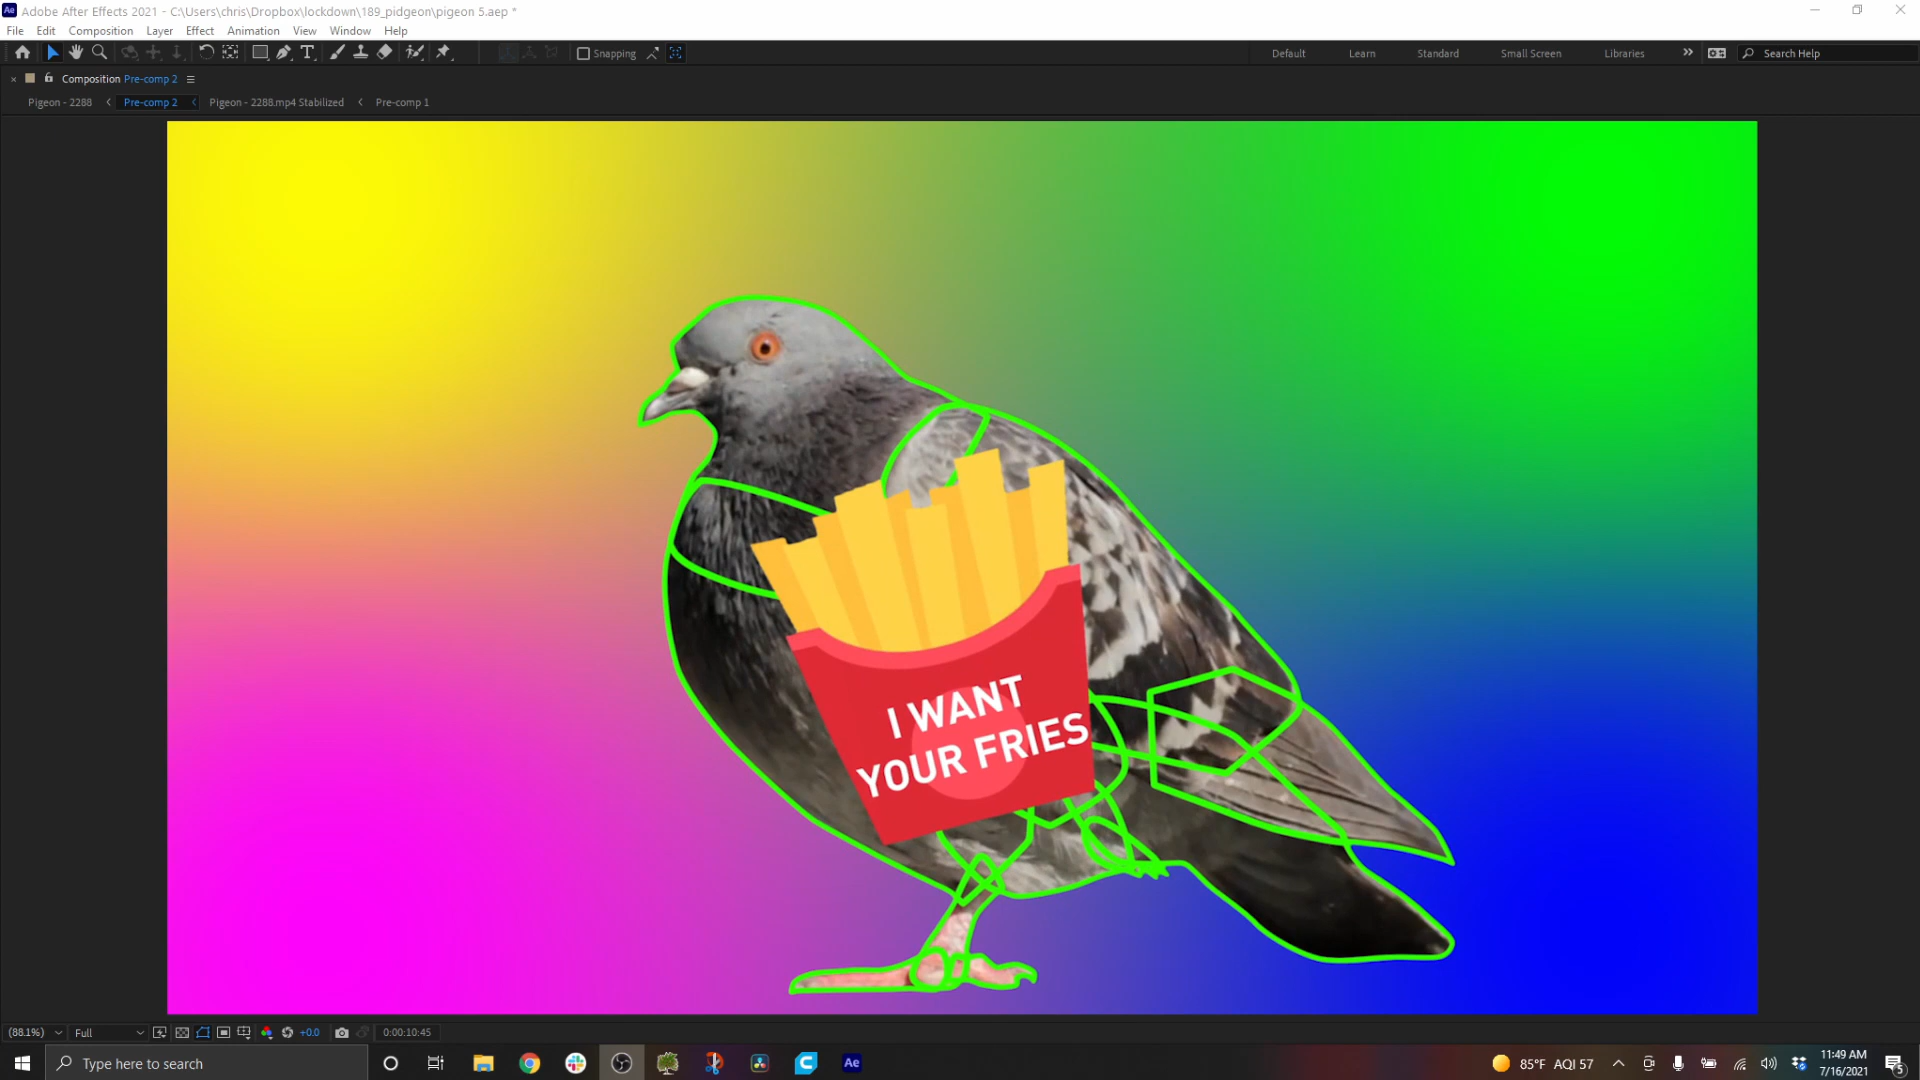 Adobe After Effects 2021 - C:\Users\chris\Dropbox\lockdown\189_pidgeon\pigeon 5.aep *
File Edit Composition Layer Effect Animation View Window Help
Snapping Default Learn Standard Small Screen Libraries Search Help
Composition Pre-comp 2
Pigeon - 2288 Pre-comp 2 Pigeon - 2288.mp4 Stabilized Pre-comp 1
I WANT
YOUR FRIES
(88.1%) Full +0.0 0:00:10:45
Type here to search Ae 85°F AQI 57 11:49 AM
7/16/2021 5